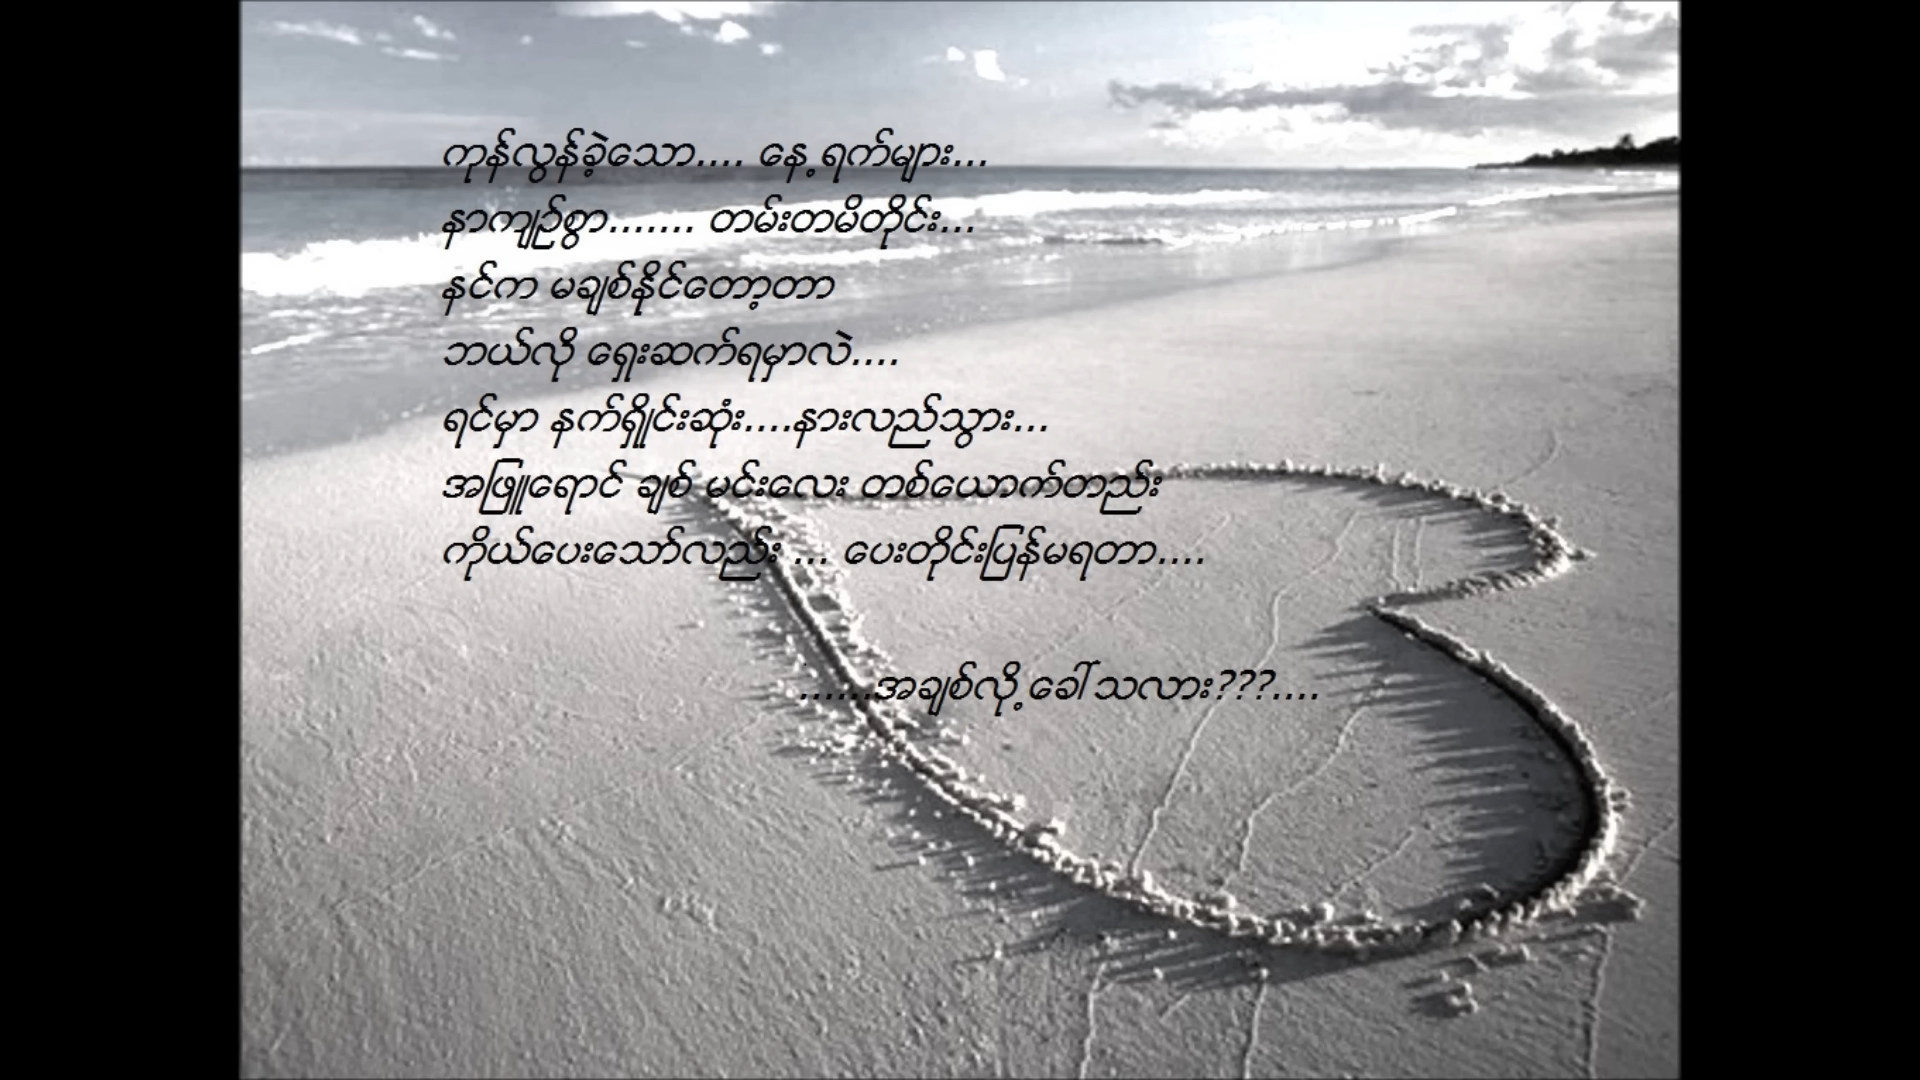 ကုန်လွန်ခဲ့သော.... နေ့ ရက်များ...
နာကျဉ်စွာ....... တမ်းတမိတိုင်း...
နင်က မချစ်နိုင်တော့တာ
ဘယ်လို ရှေးဆက်ရမှာလဲ....
ရင်မှာ နက်ရှိုင်းဆုံး....နားလည်သွား...
အဖြူရောင် ချစ် မင်းလေး တစ်ယောက်တည်း
ကိုယ်ပေးသော်လည်း ... ပေးတိုင်းပြန်မရတာ....
......အချစ်လို့ ခေါ်သလား???....